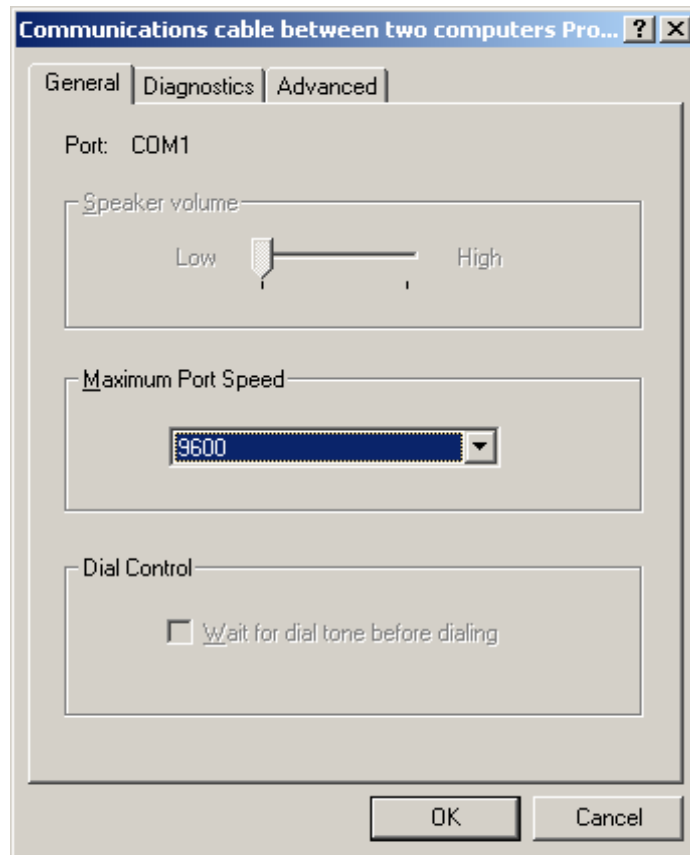 Communications cable between two computers Pro...
General Diagnostics Advanced
Port: COM1
Speaker volume
Low High
Maximum Port Speed
9600
Dial Control
Wait for dial tone before dialing
OK Cancel